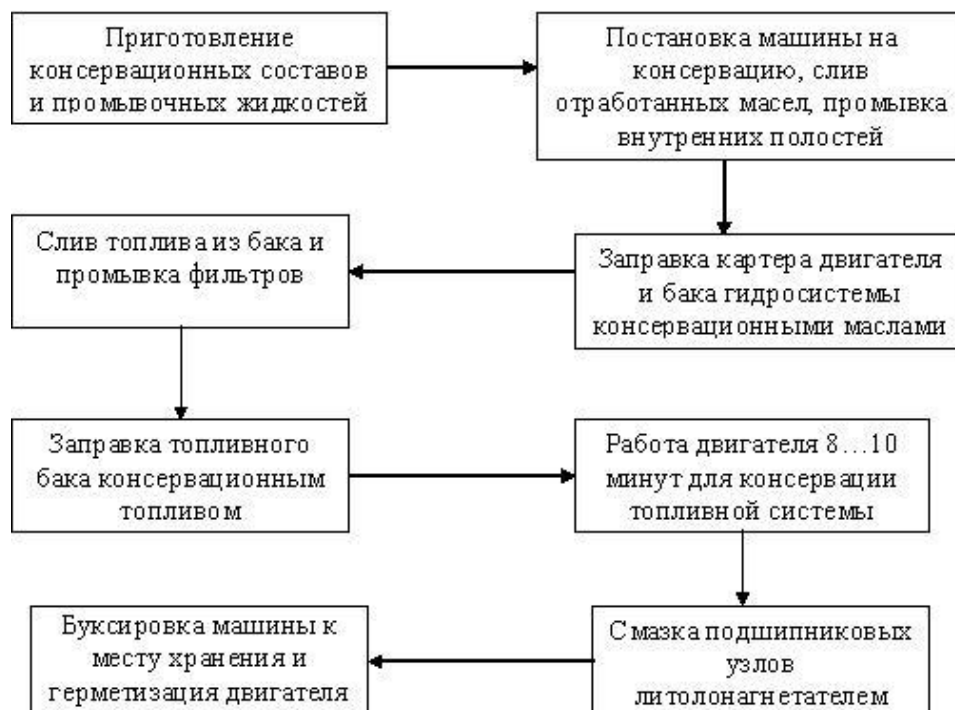 Приготовление
консервационных составов
и промывочных жидкостей
Постановка машины на
консервацию, слив
отработанных масел, промывка
внутренних полостей
Заправка картера двигателя
и бака гидросистемы
консервационными маслами
Слив топлива из бака и
промывка фильтров
Заправка топливного
бака консервационным
топливом
Работа двигателя 8...10
минут для консервации
топливной системы
Смазка подшипниковых
узлов
литолонагнетателем
Буксировка машины к
месту хранения и
герметизация двигателя